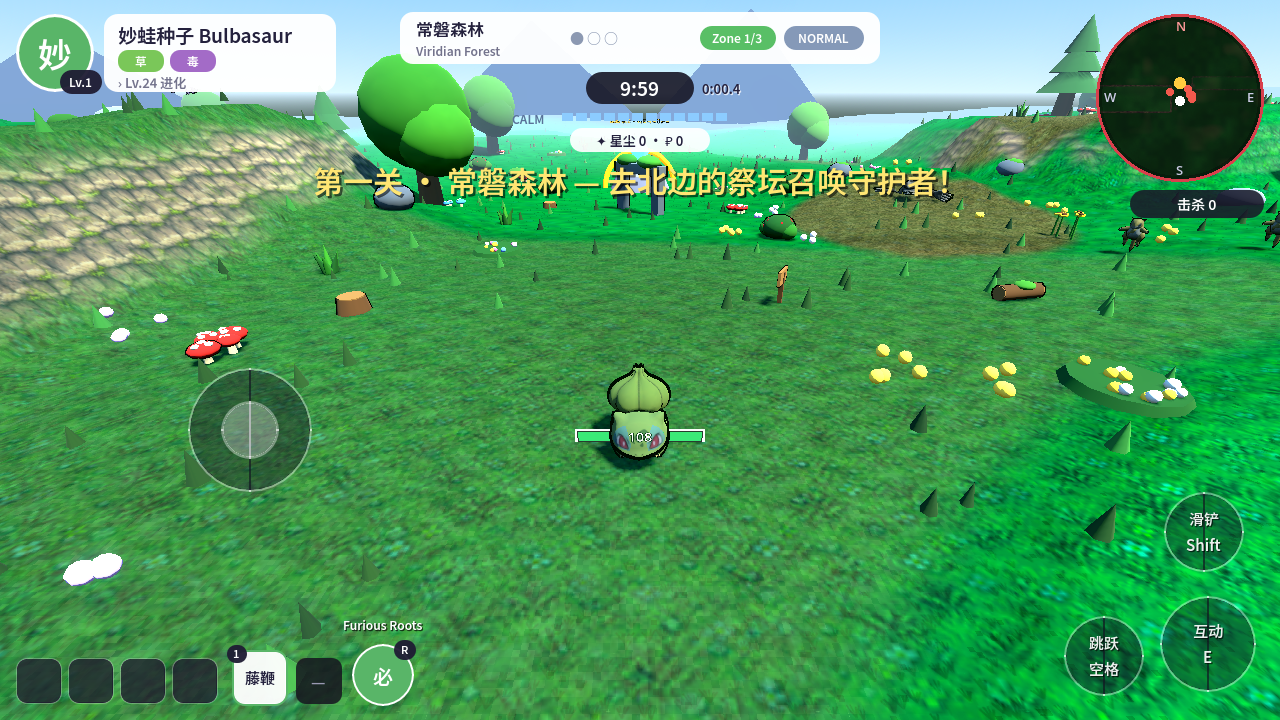 妙
Lv.1
妙蛙种子 Bulbasaur
草
毒
› Lv.24 进化
常磐森林
Viridian Forest
Zone 1/3
NORMAL
9:59
0:00.4
CALM
✦ 星尘 0 · ₽ 0
第一关 · 常磐森林 — 去北边的祭坛召唤守护者！
N
W
E
S
击杀 0
108
滑铲
Shift
互动
E
跳跃
空格
Furious Roots
1
藤鞭
—
必
R